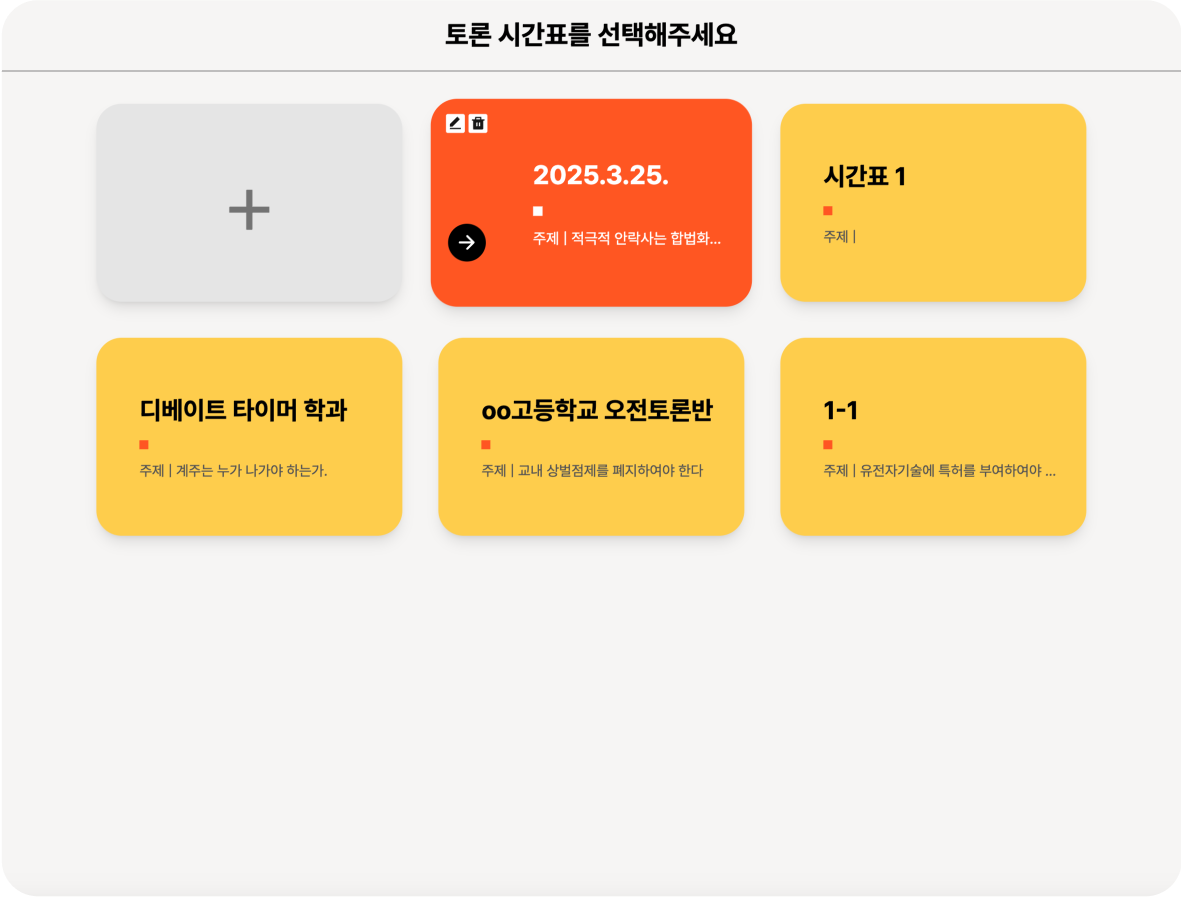 토론 시간표를 선택해주세요
2025.3.25.
주제 | 적극적 안락사는 합법화...
시간표 1
주제 |
디베이트 타이머 학과
주제 | 계주는 누가 나가야 하는가.
oo고등학교 오전토론반
주제 | 교내 상벌점제를 폐지하여야 한다
1-1
주제 | 유전자기술에 특허를 부여하여야 ...